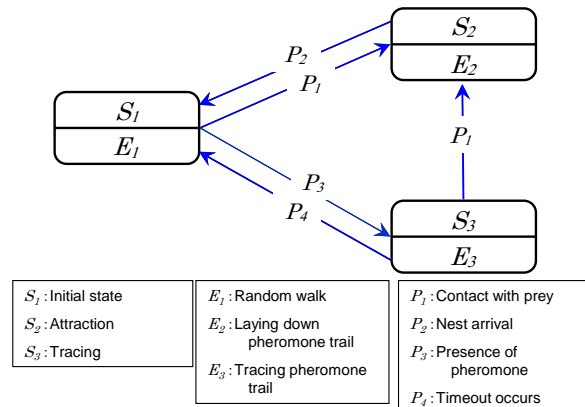 S2
E2
P2
P1
S1
E1
P1
P3
P4
S3
E3
S1 : Initial state
S2 : Attraction
S3 : Tracing
E1 : Random walk
E2 : Laying down
pheromone trail
E3 : Tracing pheromone
trail
P1 : Contact with prey
P2 : Nest arrival
P3 : Presence of
pheromone
P4 : Timeout occurs